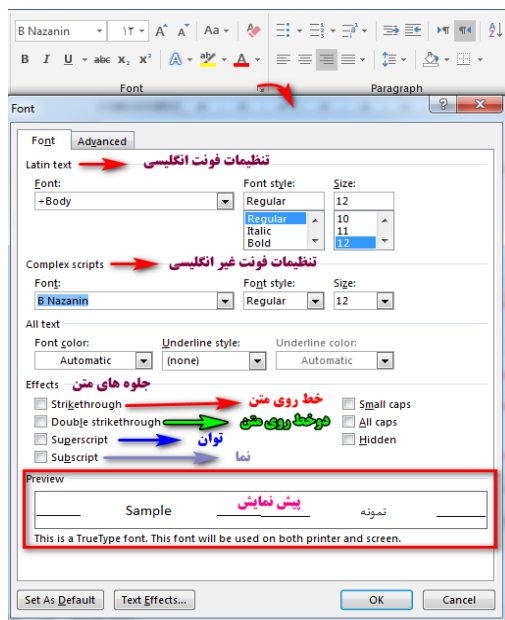 B Nazanin ۱۲ A A Aa
B I U abc X₂ X² A aby A
Font Paragraph
Font
Font Advanced
تنظیمات فونت انگلیسی
Latin text
Font: Font style: Size:
+Body Regular 12
Regular 10
Italic 11
Bold 12
تنظیمات فونت غیر انگلیسی
Complex scripts
Font: Font style: Size:
B Nazanin Regular 12
All text
Font color: Underline style: Underline color:
Automatic (none) Automatic
Effects جلوه های متن
Strikethrough خط روی متن Small caps
Double strikethrough دوخط روی متن All caps
Superscript توان Hidden
Subscript نما
Preview
Sample پیش نمایش نمونه
This is a TrueType font. This font will be used on both printer and screen.
Set As Default Text Effects... OK Cancel